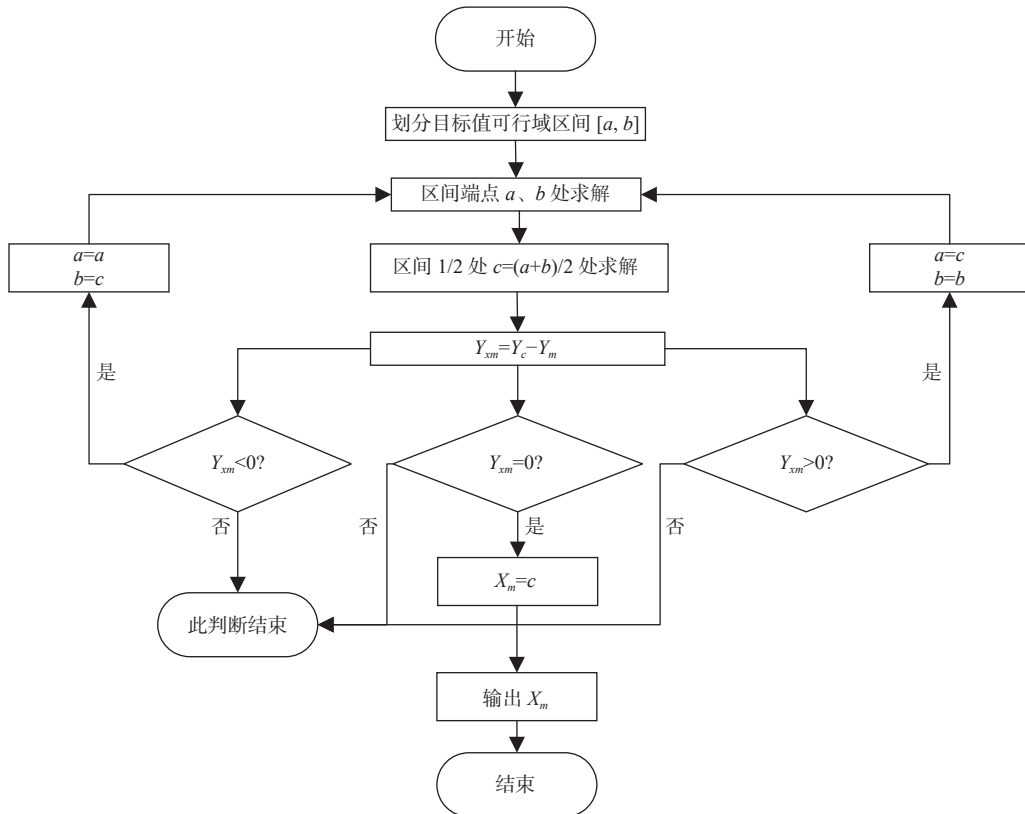 开始
划分目标值可行域区间 [a, b]
区间端点 a、b 处求解
a=a
b=c
区间 1/2 处 c=(a+b)/2 处求解
a=c
b=b
Yxm=Yc−Ym
是
是
Yxm<0?
Yxm=0?
Yxm>0?
否
否
是
否
Xm=c
此判断结束
输出 Xm
结束